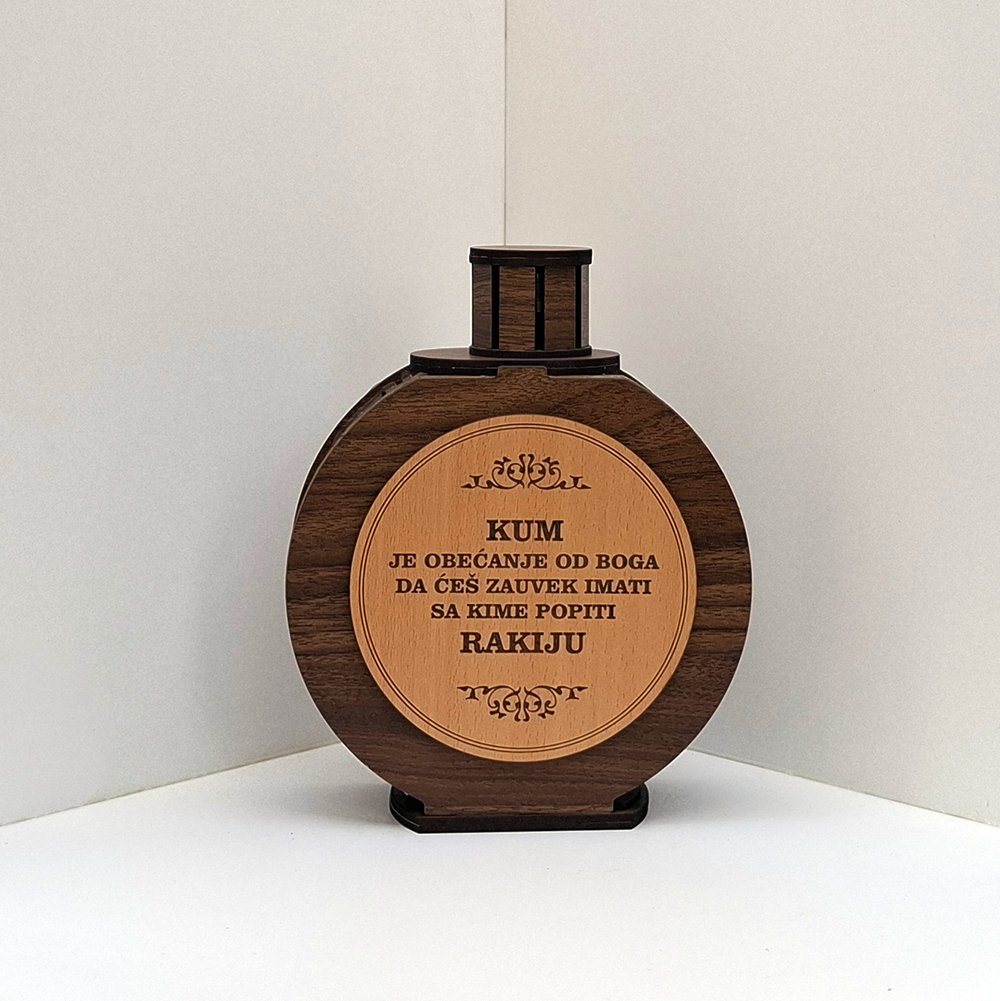 KUM
JE OBEĆANJE OD BOGA
DA ĆEŠ ZAUVEK IMATI
SA KIME POPITI
RAKIJU